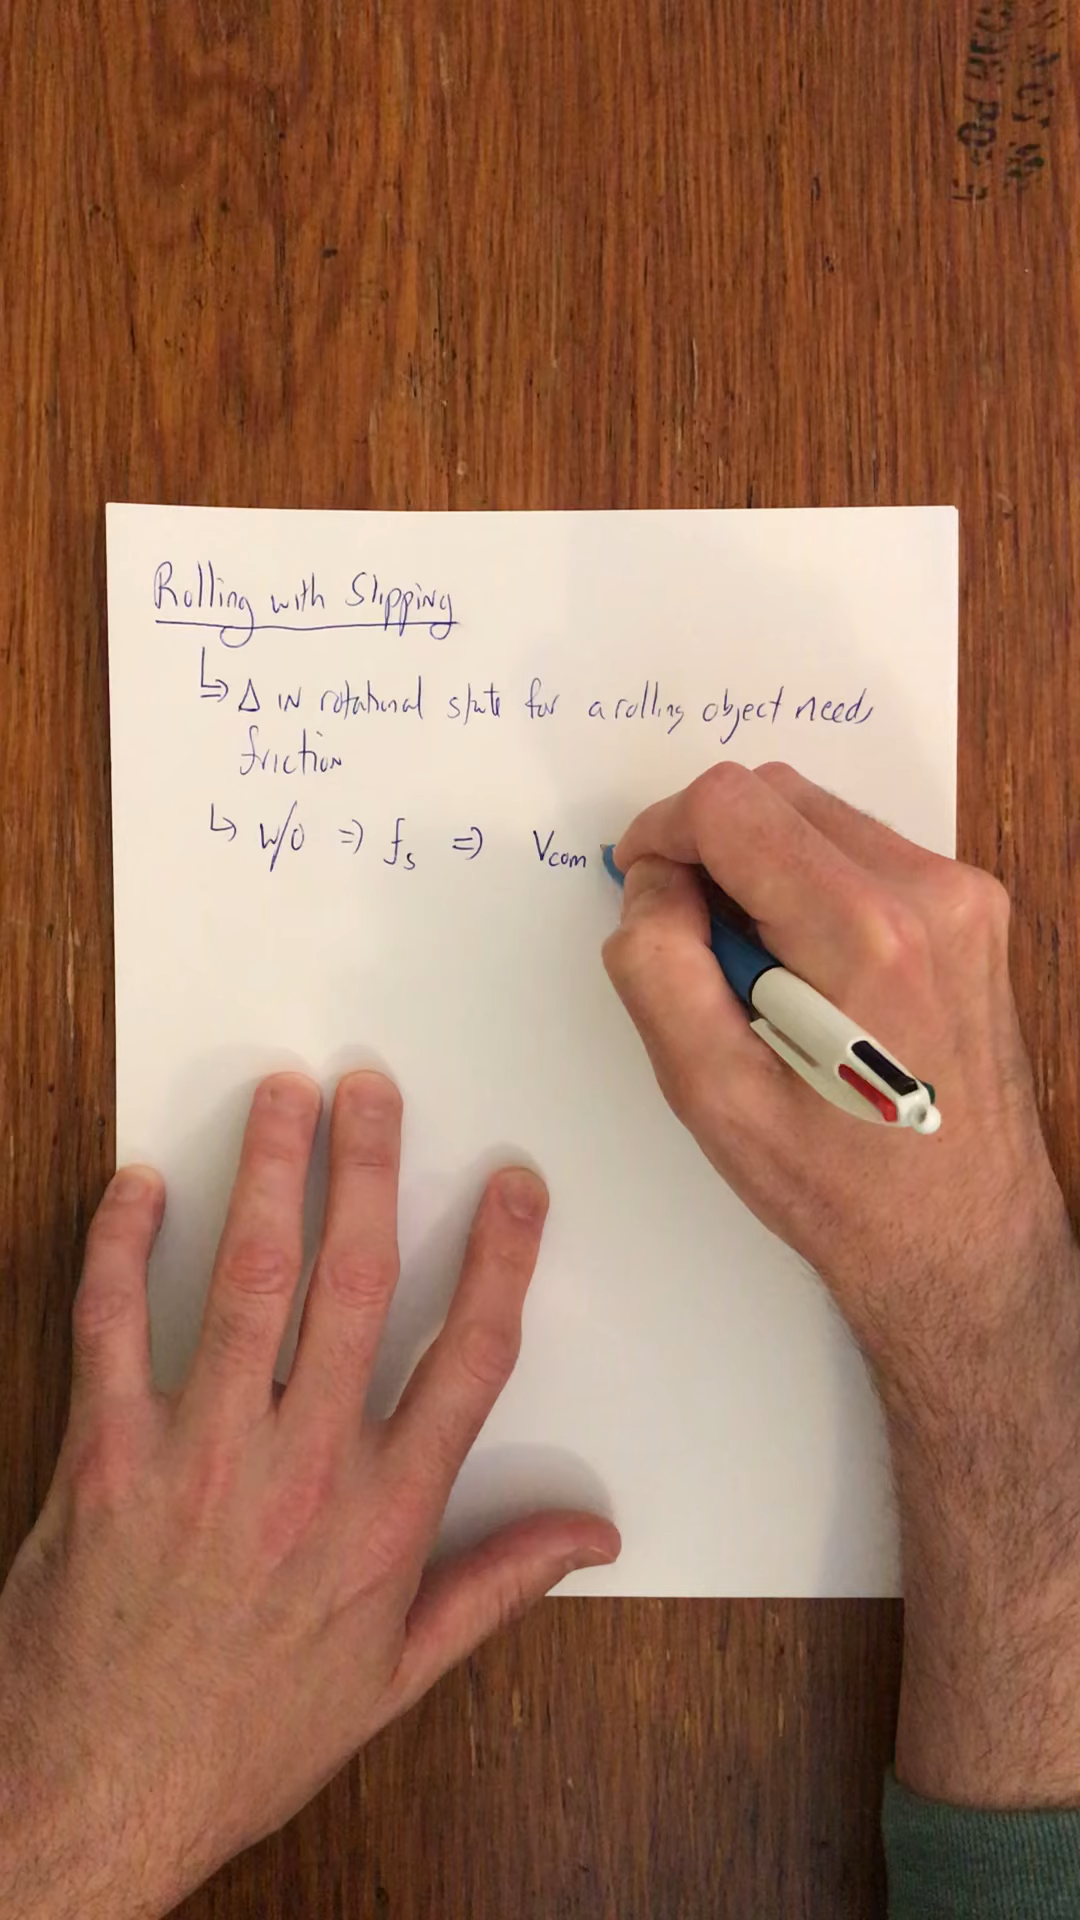 Rolling with Slipping
↳ Δ in rotational state for a rolling object needs
friction
↳ w/o => fs => Vcom